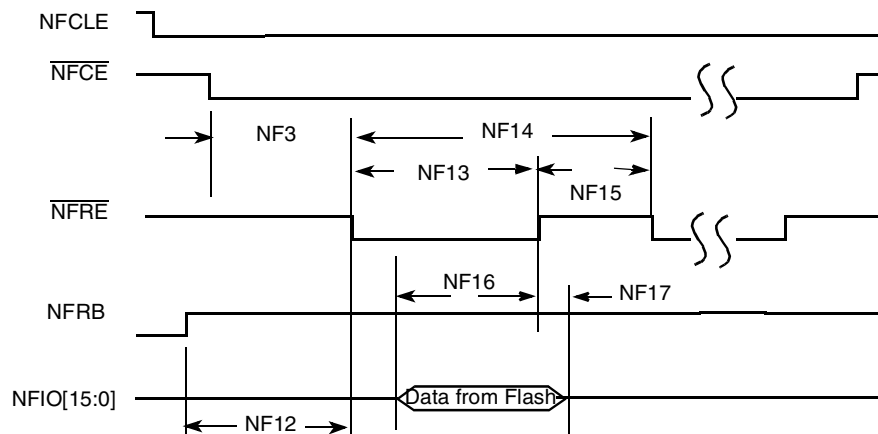 NFCLE
NFCE
NF3
NF14
NF13
NF15
NFRE
NF16
NF17
NFRB
NFIO[15:0]
Data from Flash
NF12